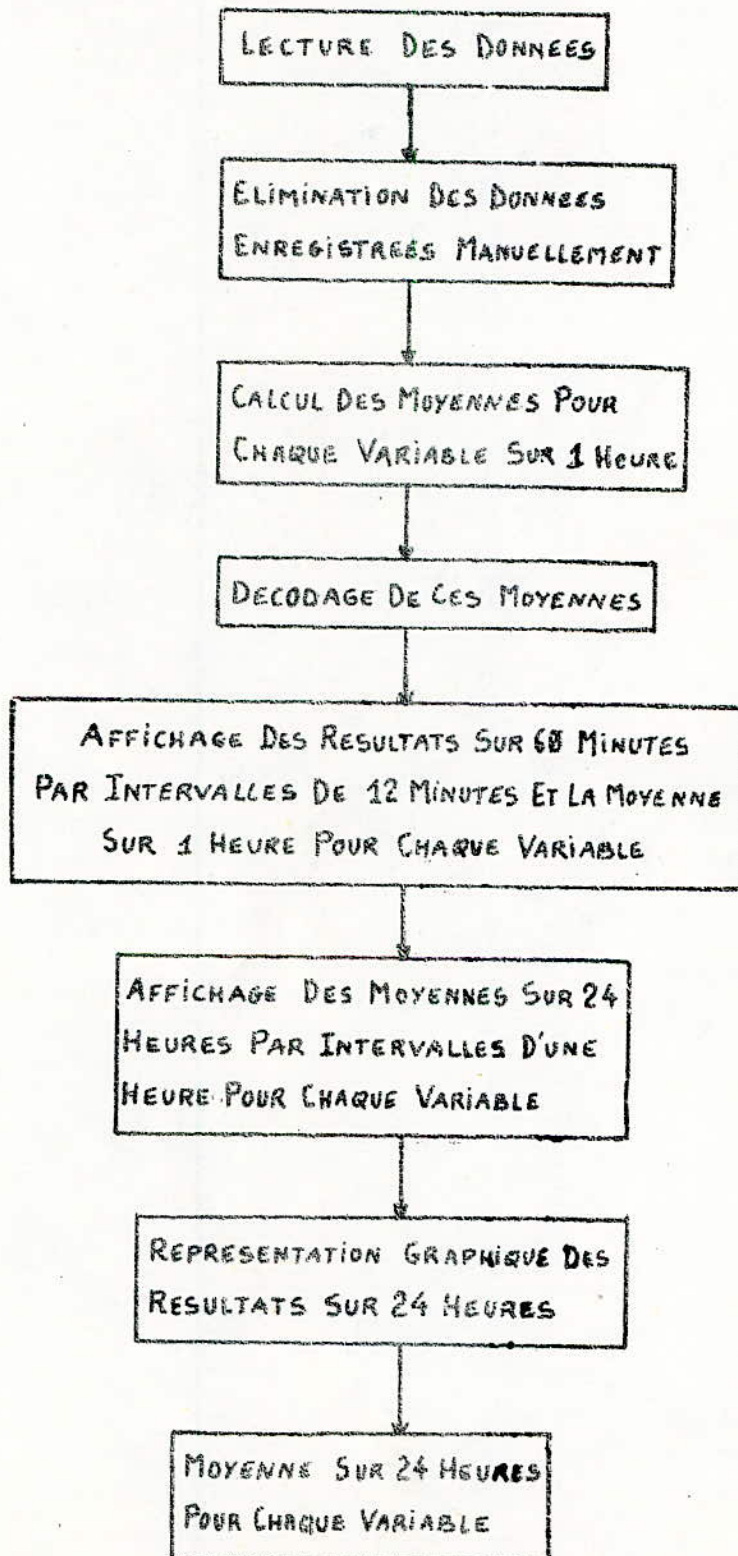 LECTURE DES DONNEES
ELIMINATION DES DONNEES
ENREGISTREES MANUELLEMENT
CALCUL DES MOYENNES POUR
CHAQUE VARIABLE SUR 1 HEURE
DECODAGE DE CES MOYENNES
AFFICHAGE DES RESULTATS SUR 60 MINUTES
PAR INTERVALLES DE 12 MINUTES ET LA MOYENNE
SUR 1 HEURE POUR CHAQUE VARIABLE
AFFICHAGE DES MOYENNES SUR 24
HEURES PAR INTERVALLES D'UNE
HEURE POUR CHAQUE VARIABLE
REPRESENTATION GRAPHIQUE DES
RESULTATS SUR 24 HEURES
MOYENNE SUR 24 HEURES
POUR CHAQUE VARIABLE